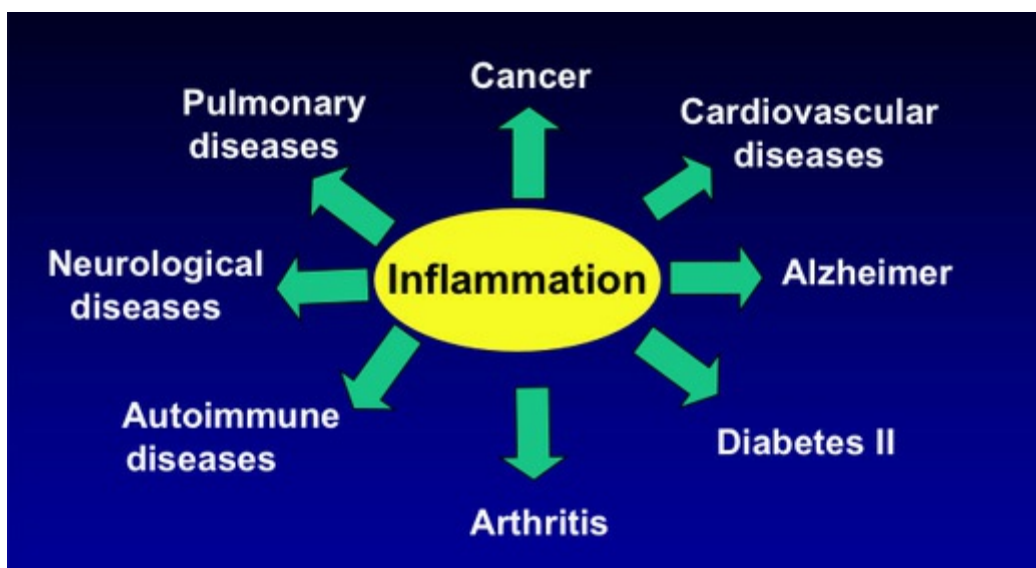 Cancer
Pulmonary
diseases
Cardiovascular
diseases
Neurological
diseases
Inflammation
Alzheimer
Autoimmune
diseases
Diabetes II
Arthritis